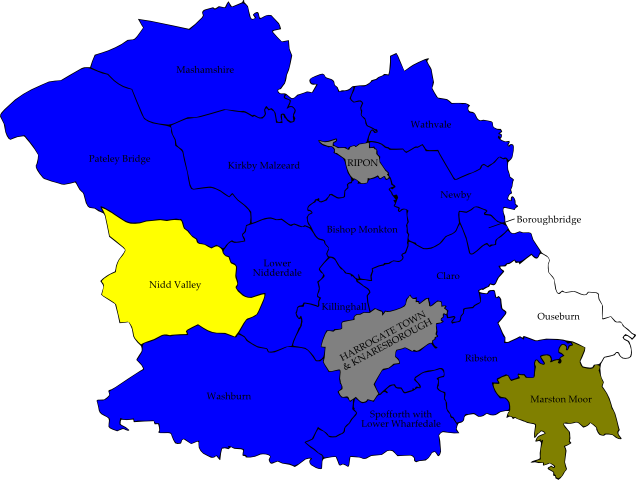 Mashamshire
Wathvale
Pateley Bridge
Kirkby Malzeard
RIPON
Newby
Boroughbridge
Bishop Monkton
Lower
Nidderdale
Claro
Nidd Valley
Killinghall
Ouseburn
HARROGATE TOWN
& KNARESBOROUGH
Ribston
Washburn
Marston Moor
Spofforth with
Lower Wharfedale